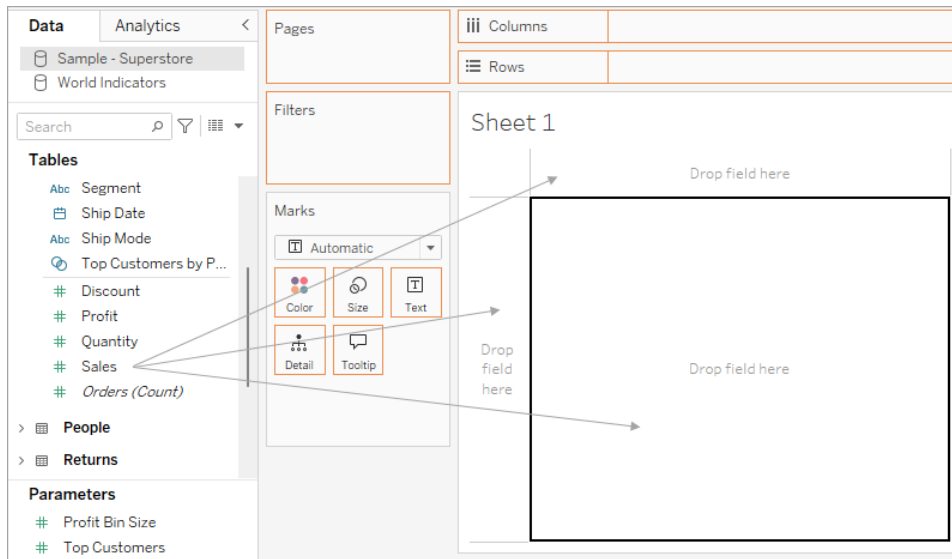 Data Analytics
Sample - Superstore
World Indicators
Search
Tables
Abc Segment
Ship Date
Abc Ship Mode
Top Customers by P...
# Discount
# Profit
# Quantity
# Sales
# Orders (Count)
People
Returns
Parameters
# Profit Bin Size
# Top Customers
Pages
Filters
Marks
T Automatic
Color Size T Text
Detail Tooltip
Columns
Rows
Sheet 1
Drop field here
Drop
field
here
Drop field here